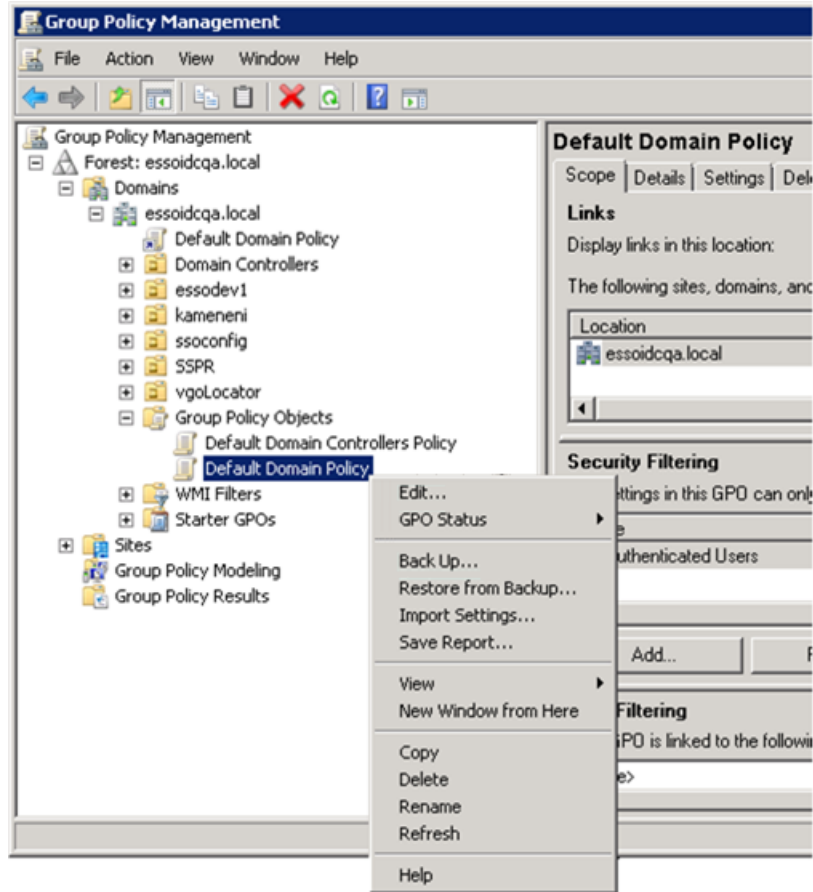 Group Policy Management
File Action View Window Help
Group Policy Management
Forest: essoidcqa.local
Domains
essoidcqa.local
Default Domain Policy
Domain Controllers
essodev1
kameneni
ssoconfig
SSPR
vgoLocator
Group Policy Objects
Default Domain Controllers Policy
Default Domain Policy
WMI Filters
Starter GPOs
Sites
Group Policy Modeling
Group Policy Results
Default Domain Policy
Scope Details Settings
Links
Display links in this location:
The following sites, domains, and
Location
essoidcqa.local
Security Filtering
ttings in this GPO can only
uthenticated Users
Add...
Filtering
is linked to the
Edit...
GPO Status
Back Up...
Restore from Backup...
Import Settings...
Save Report...
View
New Window from Here
Copy
Delete
Rename
Refresh
Help